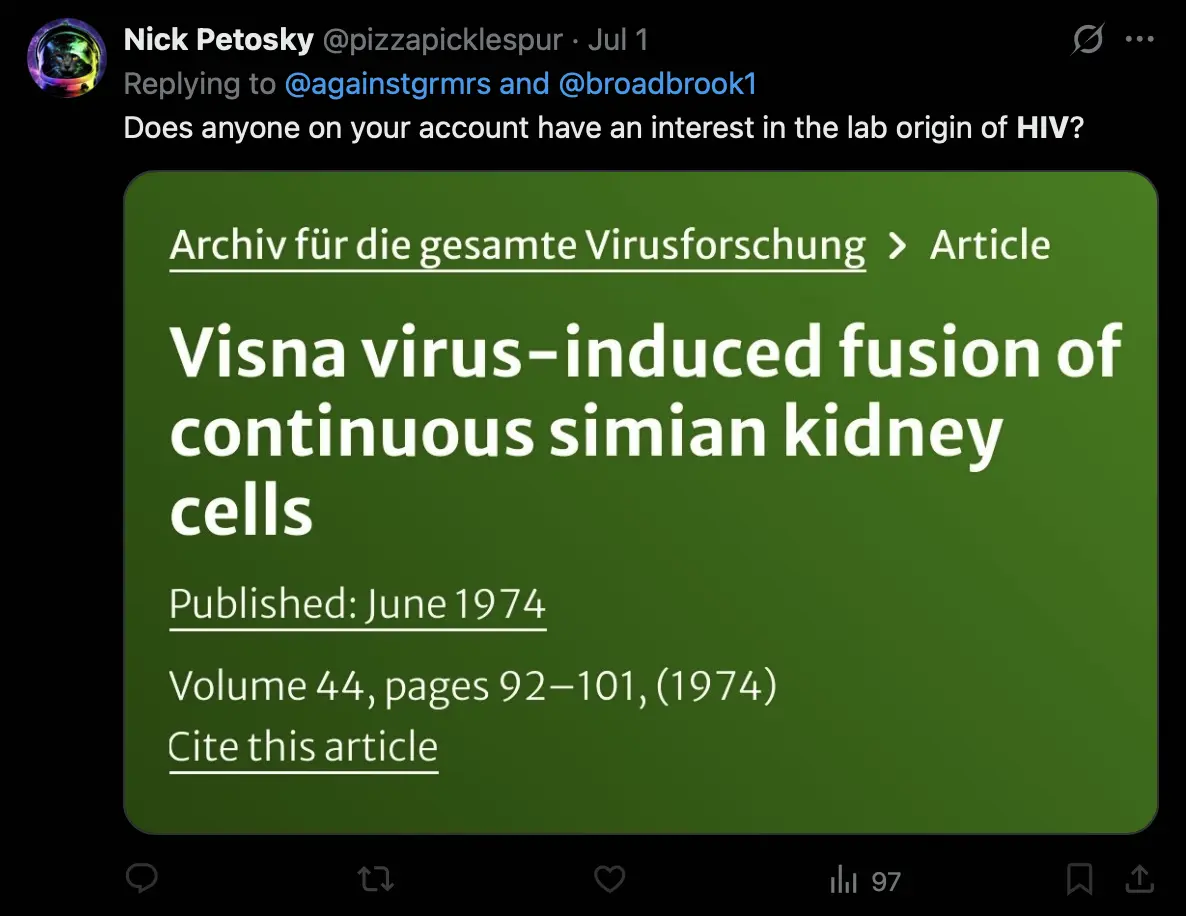 Nick Petosky @pizzapicklespur · Jul 1
Replying to @againstgrmrs and @broadbrook1
Does anyone on your account have an interest in the lab origin of HIV?
Archiv für die gesamte Virusforschung > Article
Visna virus-induced fusion of
continuous simian kidney
cells
Published: June 1974
Volume 44, pages 92–101, (1974)
Cite this article
97